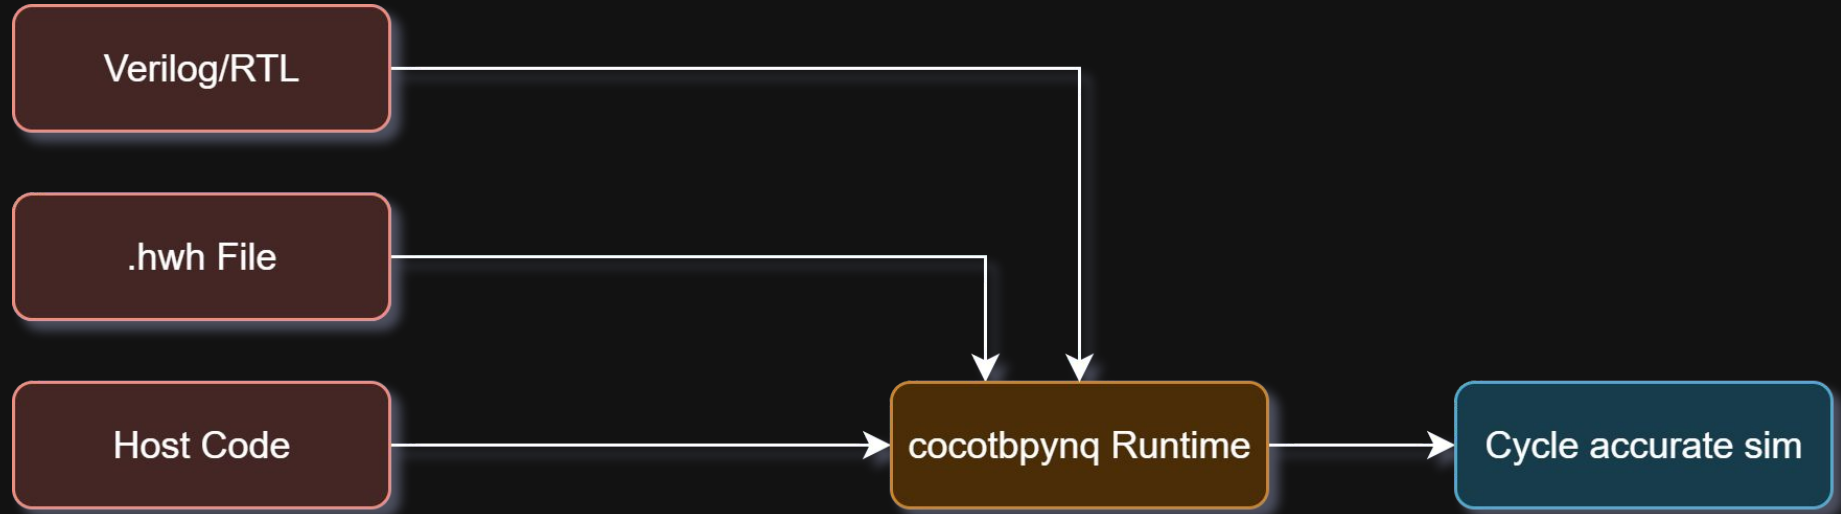 Verilog/RTL
.hwh File
Host Code
cocotbpynq Runtime
Cycle accurate sim